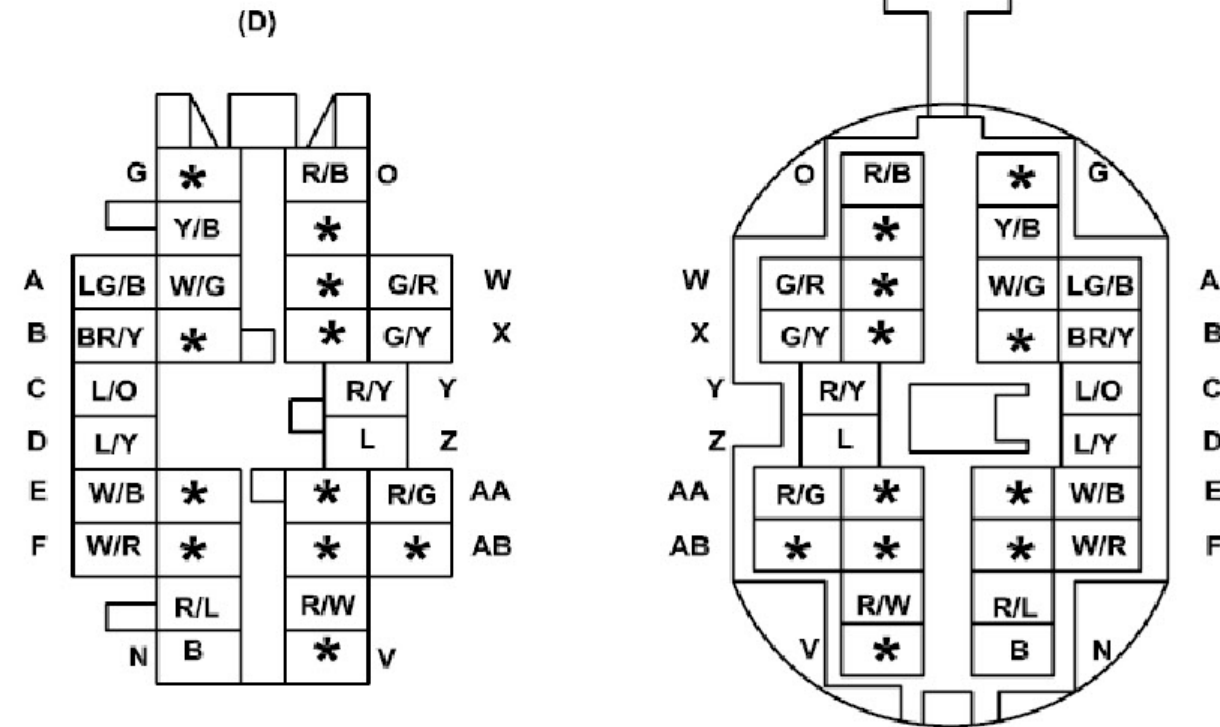 (D)
G * R/B O O R/B * G
Y/B * * Y/B
A LG/B W/G * G/R W W G/R * W/G LG/B A
B BR/Y * * G/Y X X G/Y * * BR/Y B
C L/O R/Y Y Y R/Y L/O C
D L/Y L Z Z L L/Y D
E W/B * * R/G AA AA R/G * * W/B E
F W/R * * * AB AB * * * W/R F
R/L R/W R/W R/L
N B * V V * B N